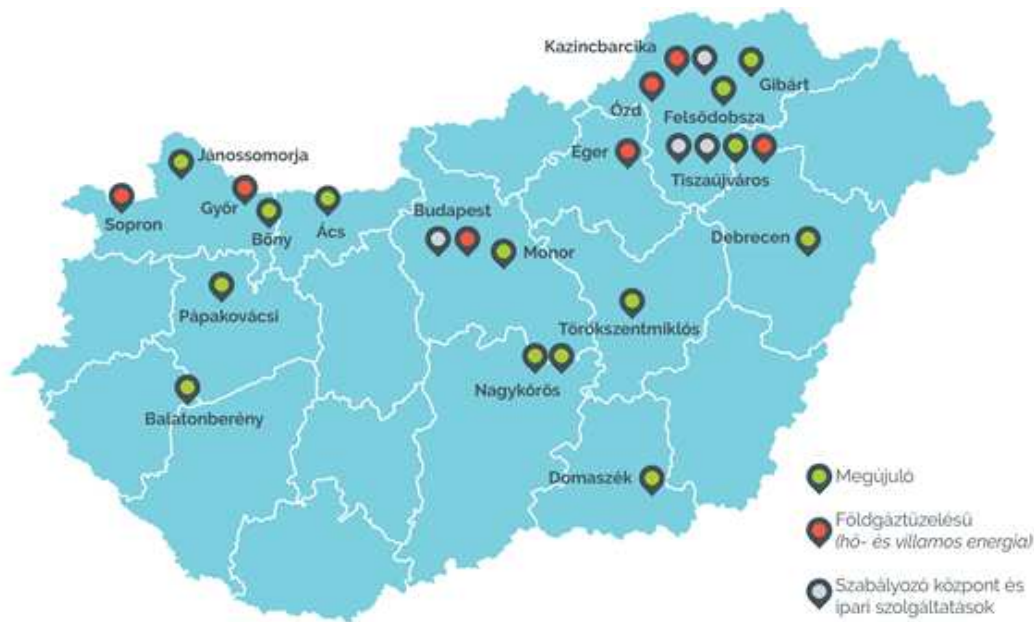 Kazincbarcika
Gibárt
Ózd
Felsődobsza
Eger
Tiszaújváros
Jánossomorja
Sopron
Győr
Bőny
Ács
Budapest
Monor
Debrecen
Pápakovácsi
Törökszentmiklós
Nagykőrös
Balatonberény
Domaszék
Megújuló
Földgáztüzelésű
(hő- és villamos energia)
Szabályozó központ és
ipari szolgáltatások